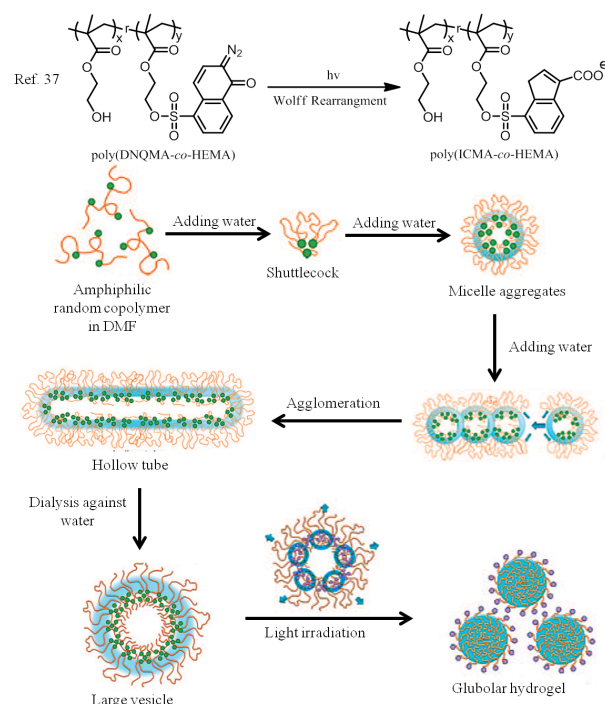 x r y
O O O O
N₂
O
Ref. 37
hν
Wolff Rearrangment
x r y
O O O O
COO⊖
OH O S O
O
OH O S O
O
poly(DNQMA-co-HEMA)
poly(ICMA-co-HEMA)
Adding water
Adding water
Shuttlecock
Amphiphilic
random copolymer
in DMF
Micelle aggregates
Adding water
Agglomeration
Hollow tube
Dialysis against
water
Light irradiation
Large vesicle
Glubolar hydrogel